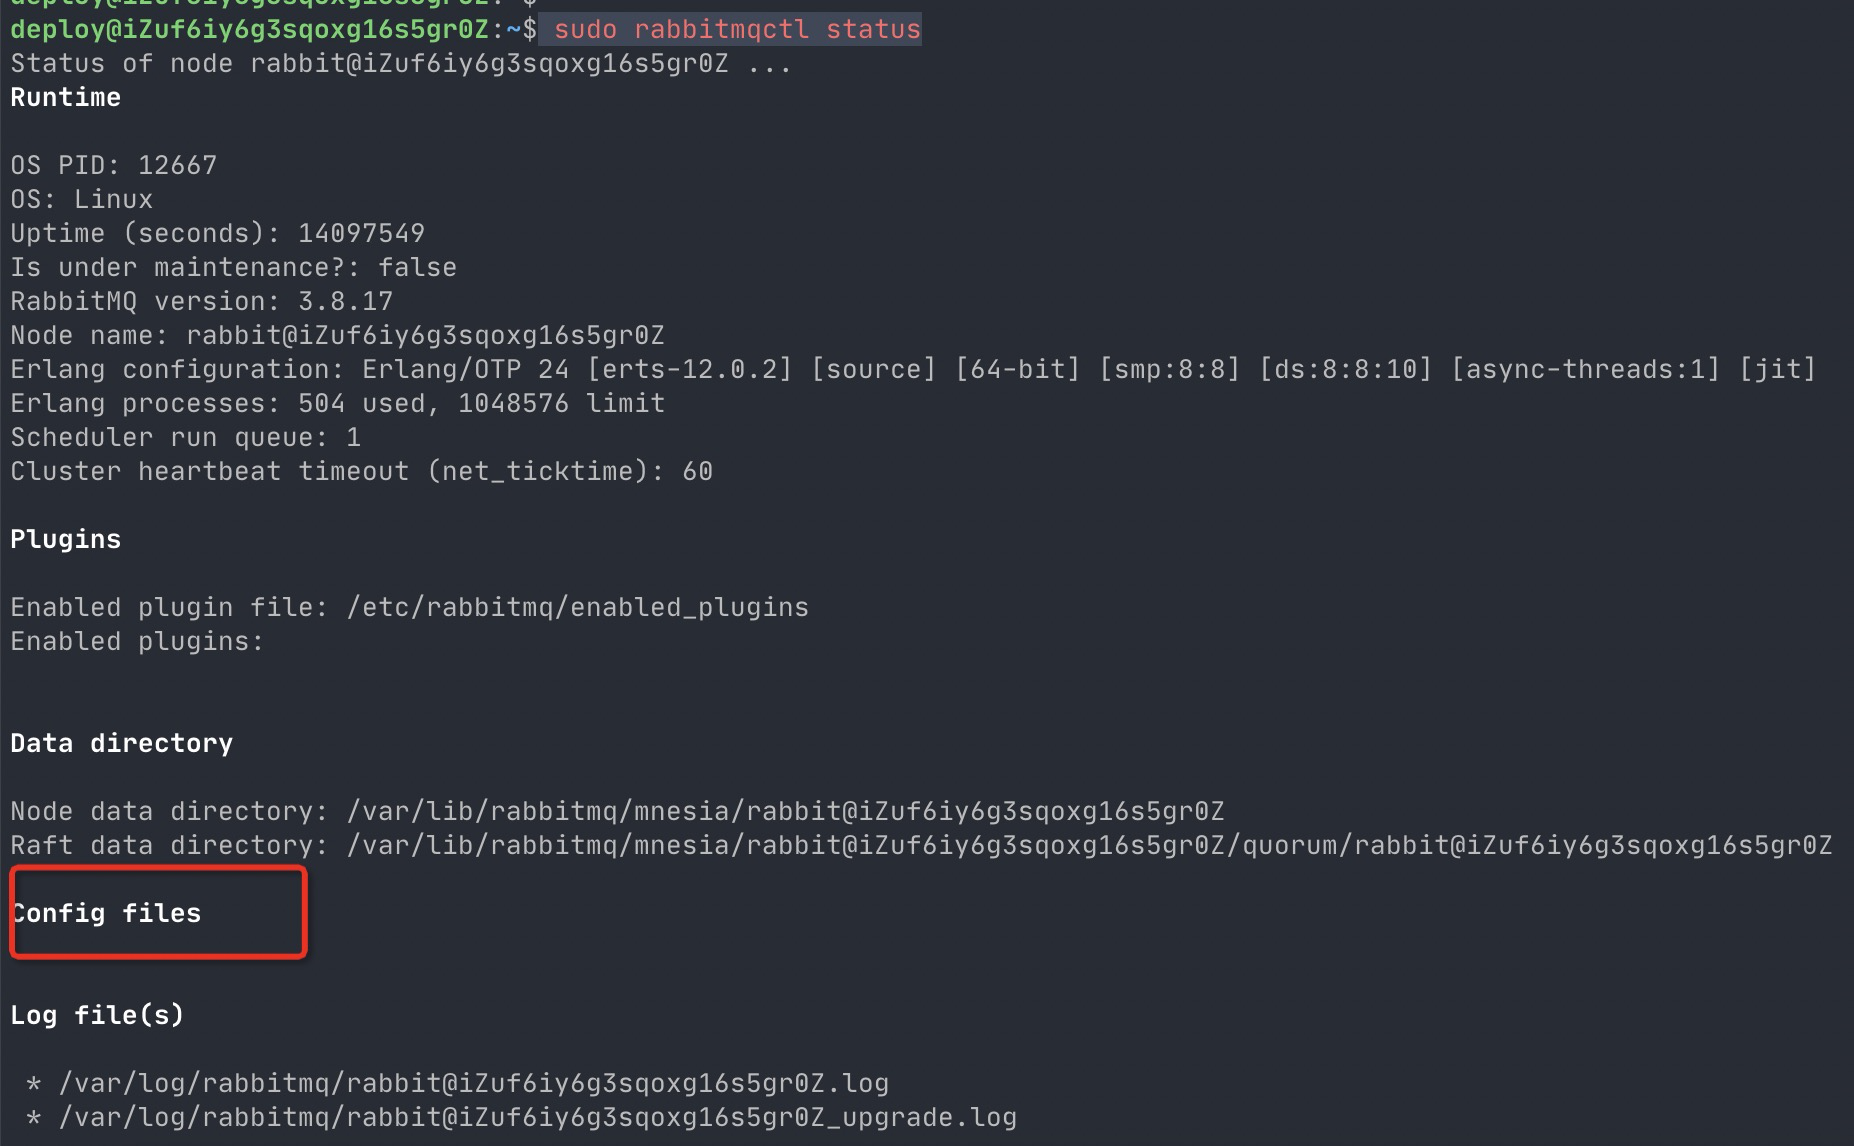 deploy@iZuf6iy6g3sqoxg16s5gr0Z:~$
deploy@iZuf6iy6g3sqoxg16s5gr0Z:~$ sudo rabbitmqctl status
Status of node rabbit@iZuf6iy6g3sqoxg16s5gr0Z ...
Runtime
OS PID: 12667
OS: Linux
Uptime (seconds): 14097549
Is under maintenance?: false
RabbitMQ version: 3.8.17
Node name: rabbit@iZuf6iy6g3sqoxg16s5gr0Z
Erlang configuration: Erlang/OTP 24 [erts-12.0.2] [source] [64-bit] [smp:8:8] [ds:8:8:10] [async-threads:1] [jit]
Erlang processes: 504 used, 1048576 limit
Scheduler run queue: 1
Cluster heartbeat timeout (net_ticktime): 60
Plugins
Enabled plugin file: /etc/rabbitmq/enabled_plugins
Enabled plugins:
Data directory
Node data directory: /var/lib/rabbitmq/mnesia/rabbit@iZuf6iy6g3sqoxg16s5gr0Z
Raft data directory: /var/lib/rabbitmq/mnesia/rabbit@iZuf6iy6g3sqoxg16s5gr0Z/quorum/rabbit@iZuf6iy6g3sqoxg16s5gr0Z
Config files
Log file(s)
* /var/log/rabbitmq/rabbit@iZuf6iy6g3sqoxg16s5gr0Z.log
* /var/log/rabbitmq/rabbit@iZuf6iy6g3sqoxg16s5gr0Z_upgrade.log